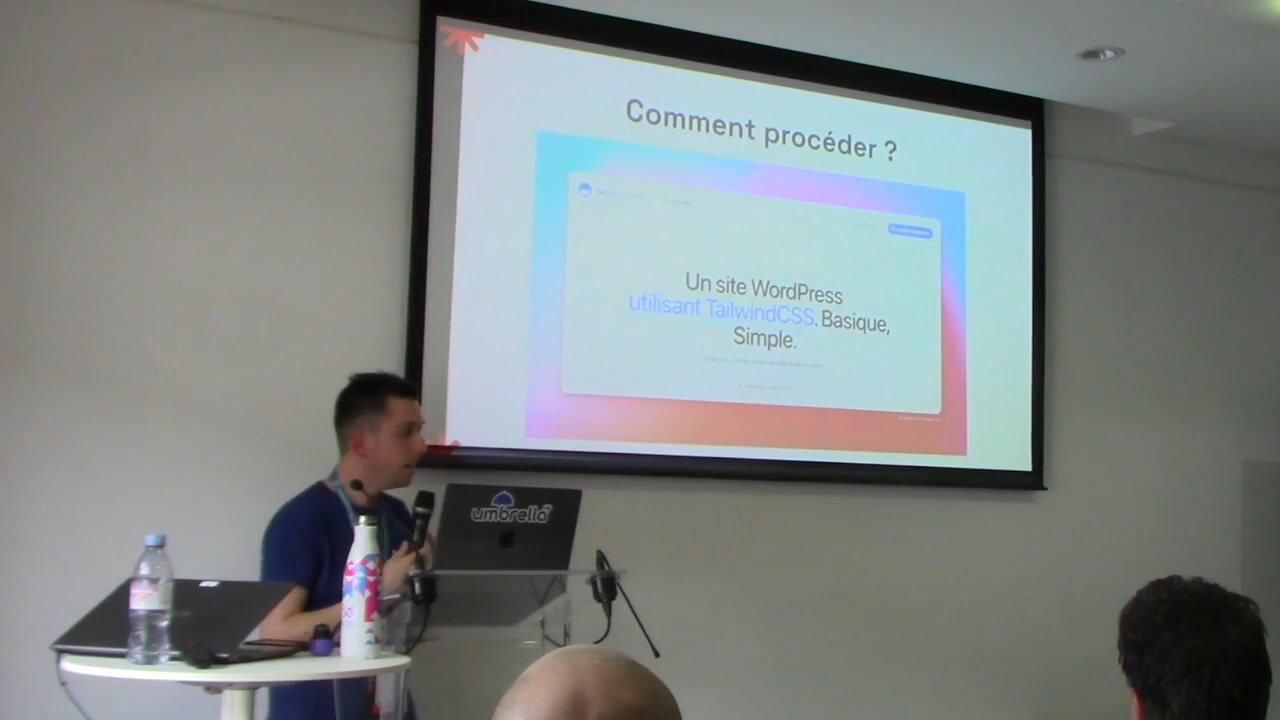 Comment procéder ?
Un site WordPress
utilisant TailwindCSS. Basique,
Simple.
umbrella